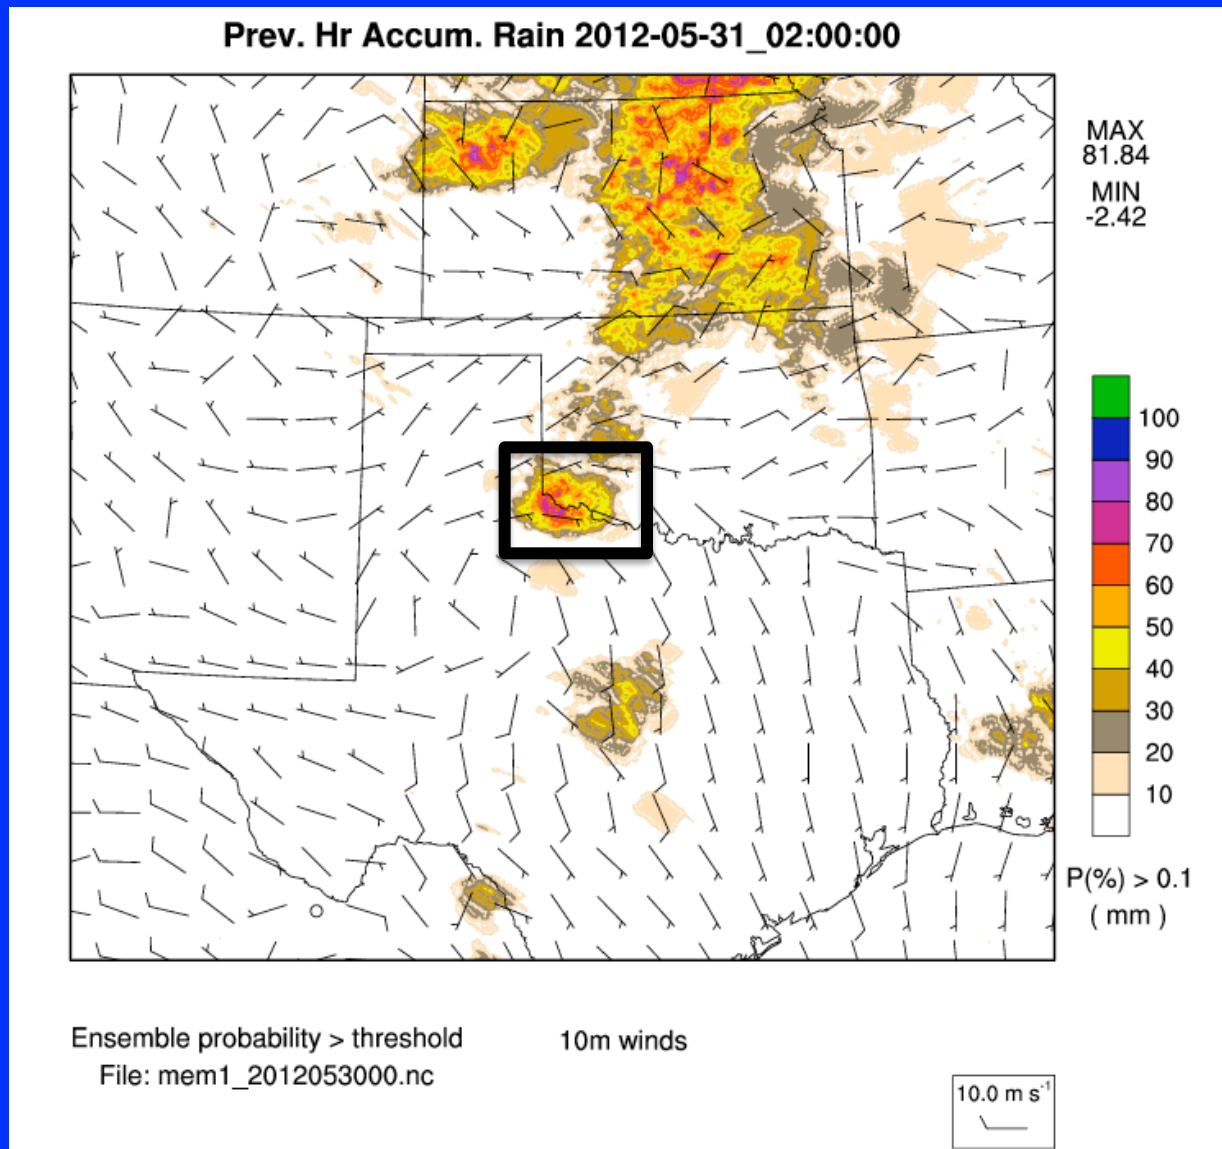 Prev. Hr Accum. Rain 2012-05-31_02:00:00
MAX
81.84
MIN
-2.42
100
90
80
70
60
50
40
30
20
10
P(%) > 0.1
( mm )
Ensemble probability > threshold 10m winds
File: mem1_2012053000.nc
10.0 m s⁻¹